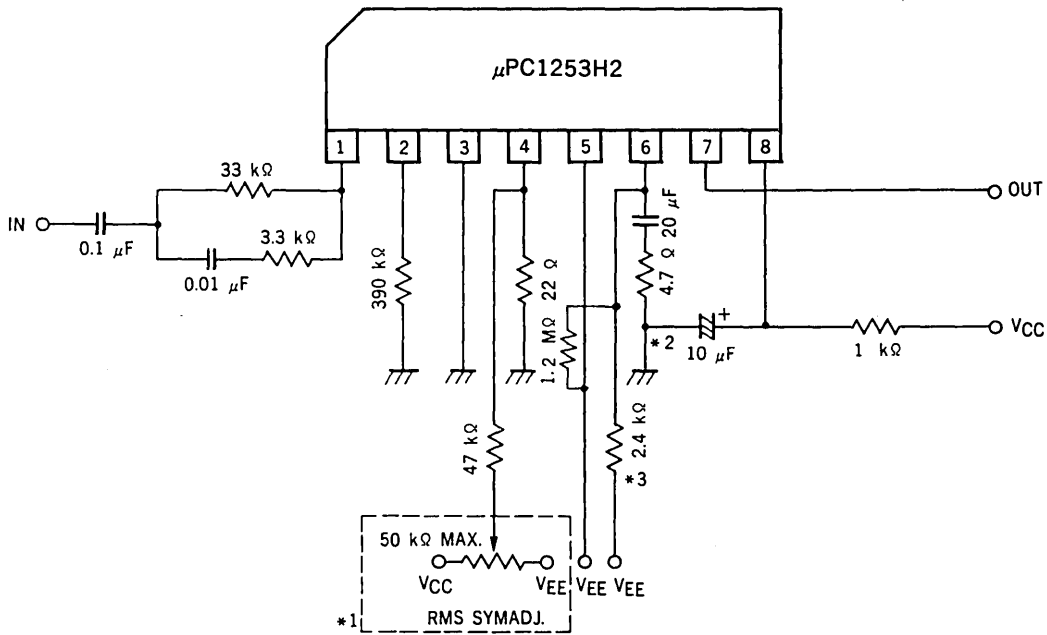 μPC1253H2
1 2 3 4 5 6 7 8
33 kΩ
IN
0.1 μF
3.3 kΩ
0.01 μF
390 kΩ
22 Ω
20 μF
4.7 Ω
OUT
1.2 MΩ
*2
+
10 μF
1 kΩ
VCC
47 kΩ
2.4 kΩ
*3
50 kΩ MAX.
VCC
VEE
VEE
VEE
*1
RMS SYMADJ.